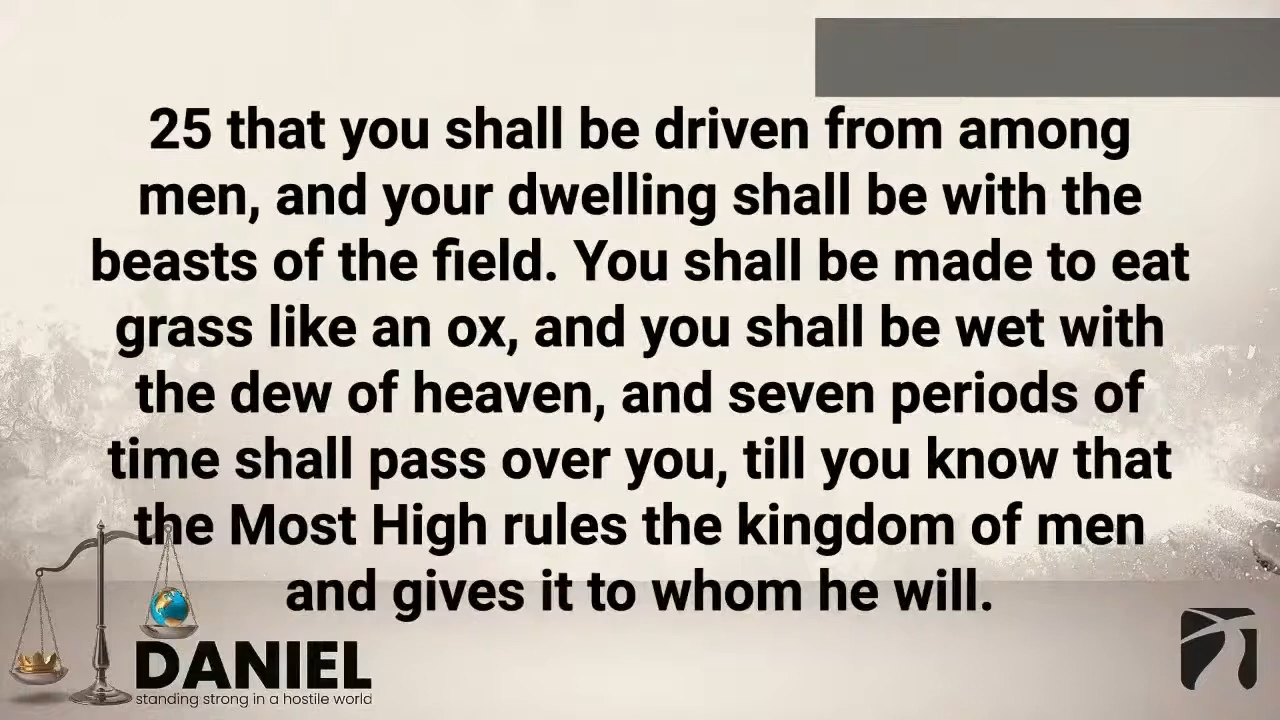 25 that you shall be driven from among
men, and your dwelling shall be with the
beasts of the field. You shall be made to eat
grass like an ox, and you shall be wet with
the dew of heaven, and seven periods of
time shall pass over you, till you know that
the Most High rules the kingdom of men
and gives it to whom he will.
DANIEL
standing strong in a hostile world